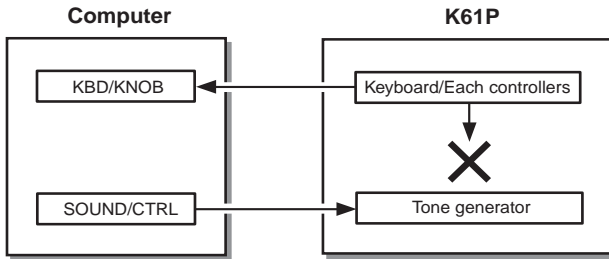 Computer
K61P
KBD/KNOB
Keyboard/Each controllers
SOUND/CTRL
Tone generator